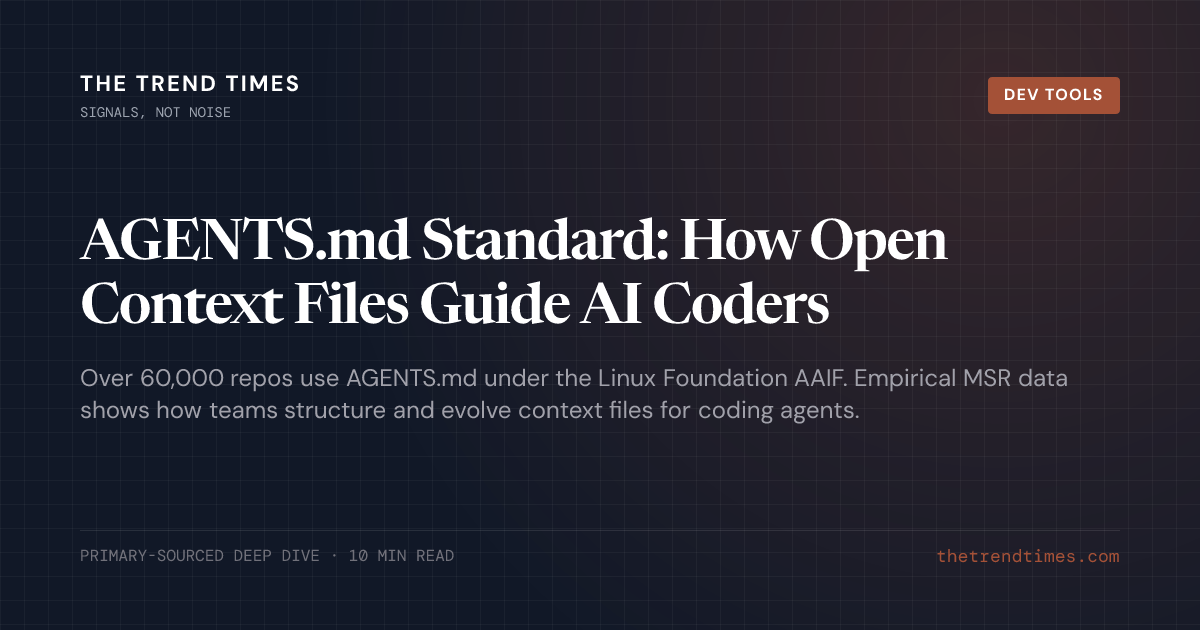 THE TREND TIMES
SIGNALS, NOT NOISE
DEV TOOLS
AGENTS.md Standard: How Open
Context Files Guide AI Coders
Over 60,000 repos use AGENTS.md under the Linux Foundation AAIF. Empirical MSR data
shows how teams structure and evolve context files for coding agents.
PRIMARY-SOURCED DEEP DIVE · 10 MIN READ
thetrendtimes.com